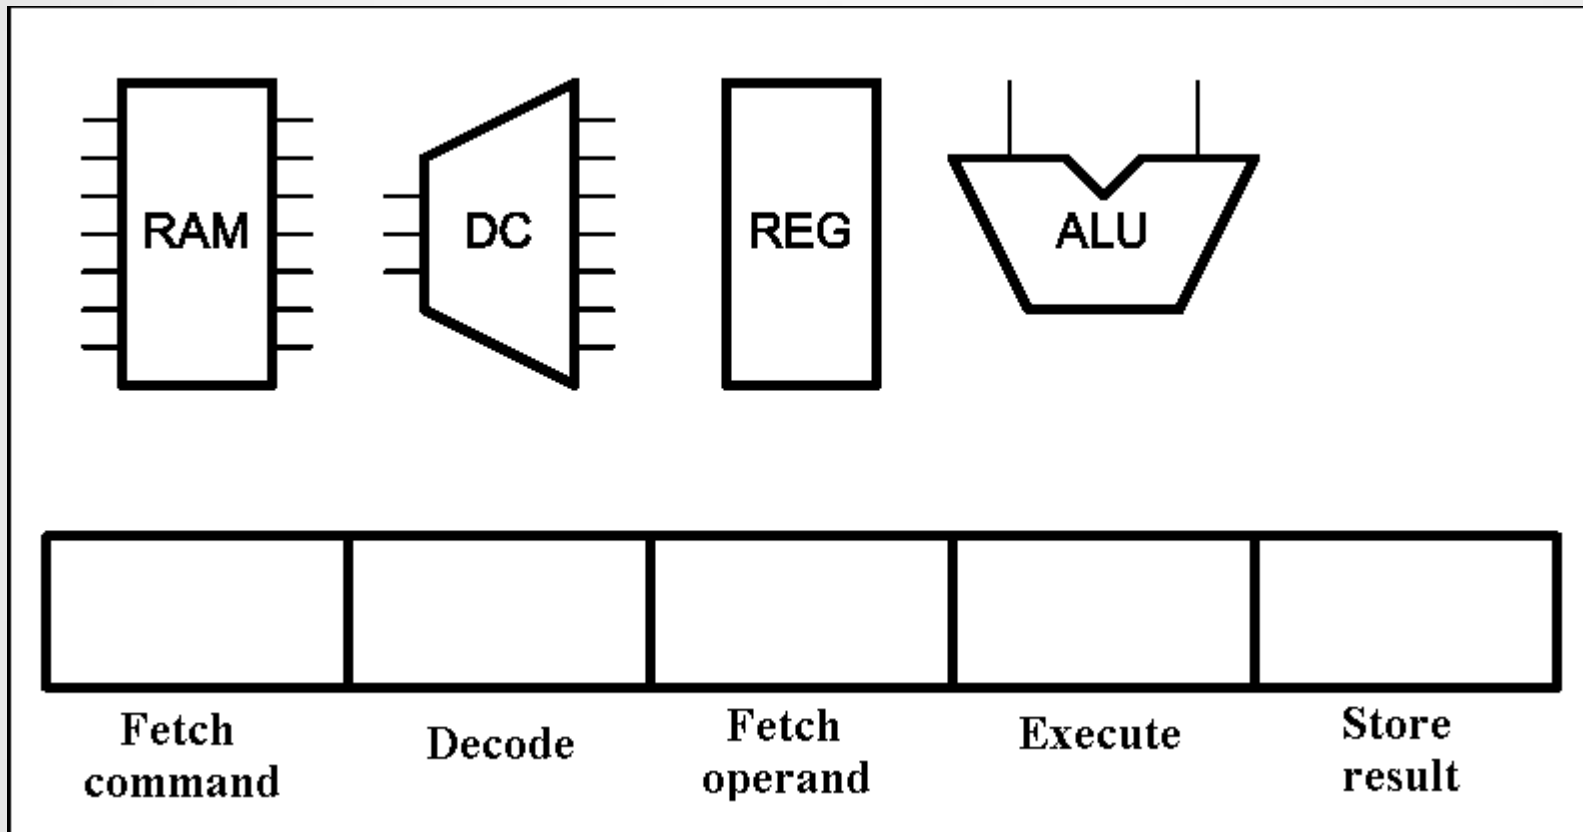 RAM
DC
REG
ALU
Fetch
command
Decode
Fetch
operand
Execute
Store
result